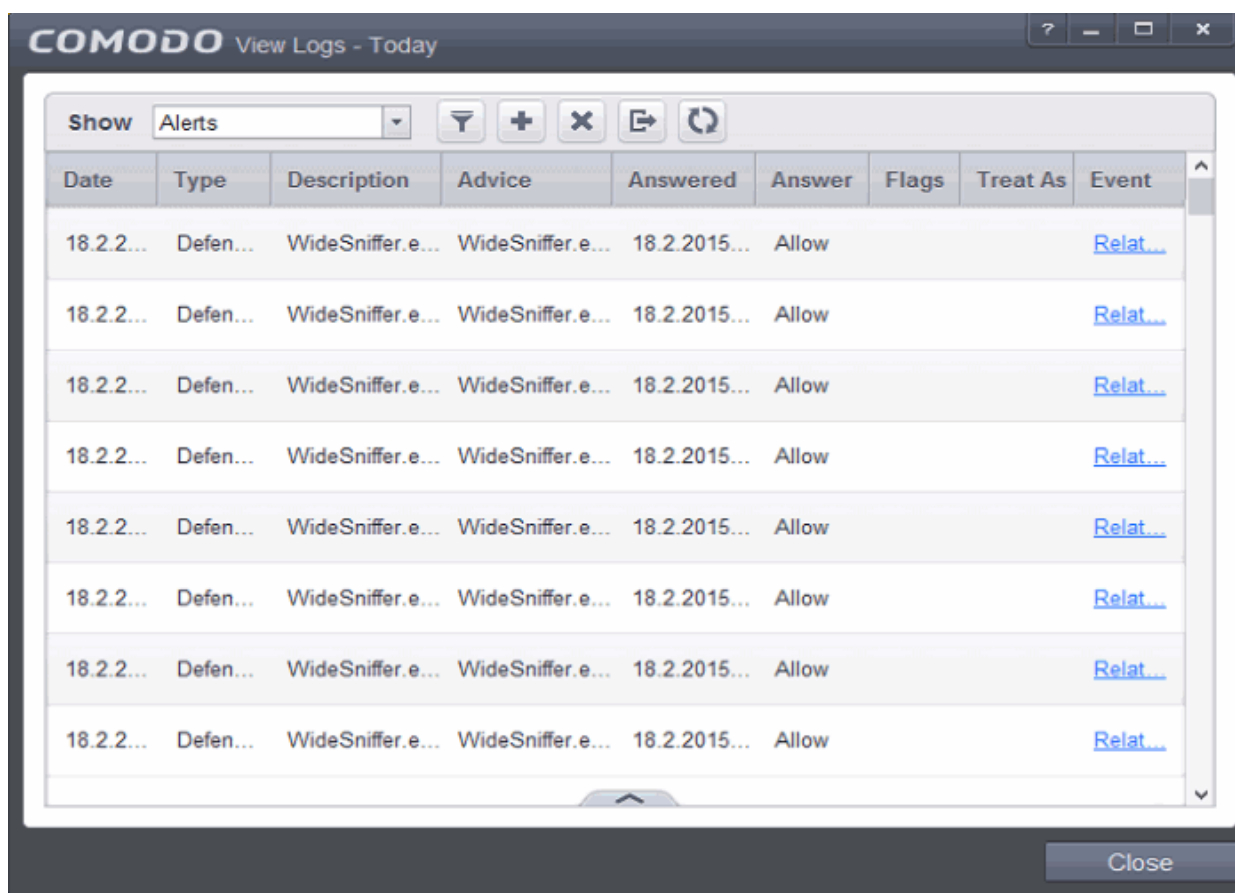 COMODO View Logs - Today ?
Show Alerts
Date Type Description Advice Answered Answer Flags Treat As Event
18.2.2... Defen... WideSniffer.e... WideSniffer.e... 18.2.2015... Allow Relat...
18.2.2... Defen... WideSniffer.e... WideSniffer.e... 18.2.2015... Allow Relat...
18.2.2... Defen... WideSniffer.e... WideSniffer.e... 18.2.2015... Allow Relat...
18.2.2... Defen... WideSniffer.e... WideSniffer.e... 18.2.2015... Allow Relat...
18.2.2... Defen... WideSniffer.e... WideSniffer.e... 18.2.2015... Allow Relat...
18.2.2... Defen... WideSniffer.e... WideSniffer.e... 18.2.2015... Allow Relat...
18.2.2... Defen... WideSniffer.e... WideSniffer.e... 18.2.2015... Allow Relat...
18.2.2... Defen... WideSniffer.e... WideSniffer.e... 18.2.2015... Allow Relat...
Close